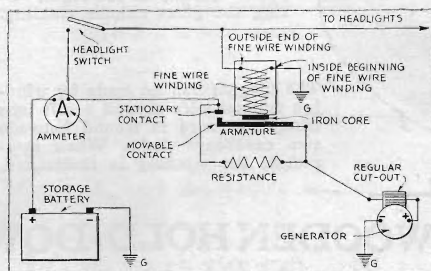 TO HEADLIGHTS
HEADLIGHT
SWITCH
OUTSIDE END OF
FINE WIRE WINDING
FINE WIRE
WINDING
INSIDE BEGINNING
OF FINE WIRE
WINDING
G
A
AMMETER
STATIONARY
CONTACT
ARMATURE
IRON CORE
MOVABLE
CONTACT
RESISTANCE
REGULAR
CUT-OUT
STORAGE
BATTERY
+ −
G
− +
GENERATOR
G